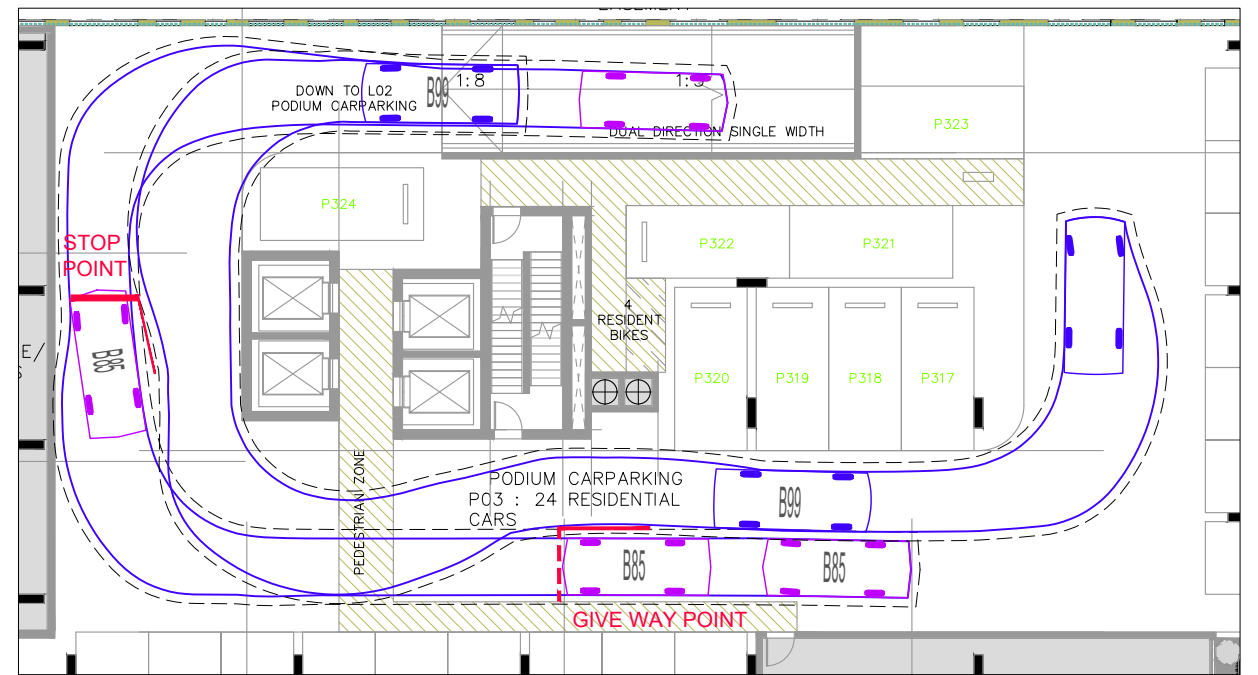 EASEMENT
DOWN TO L02
PODIUM CARPARKING
B99
1:8
DUAL DIRECTION SINGLE WIDTH
P323
P324
P322
P321
STOP
POINT
4
RESIDENT
BIKES
B85
E/
P320
P319
P318
P317
PEDESTRIAN ZONE
PODIUM CARPARKING
P03 : 24 RESIDENTIAL
CARS
B99
B85
B85
GIVE WAY POINT